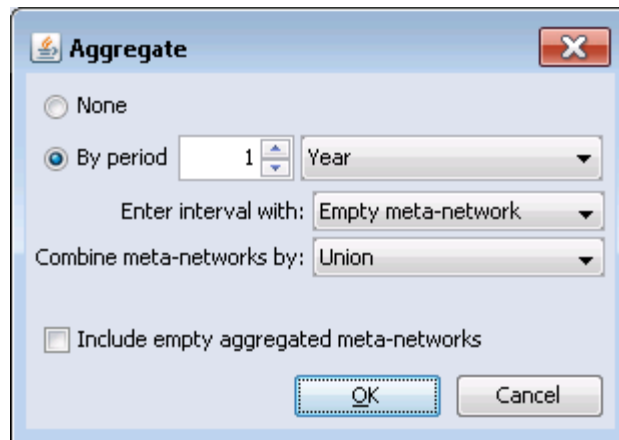 Aggregate
None
By period 1 Year
Enter interval with: Empty meta-network
Combine meta-networks by: Union
Include empty aggregated meta-networks
OK Cancel